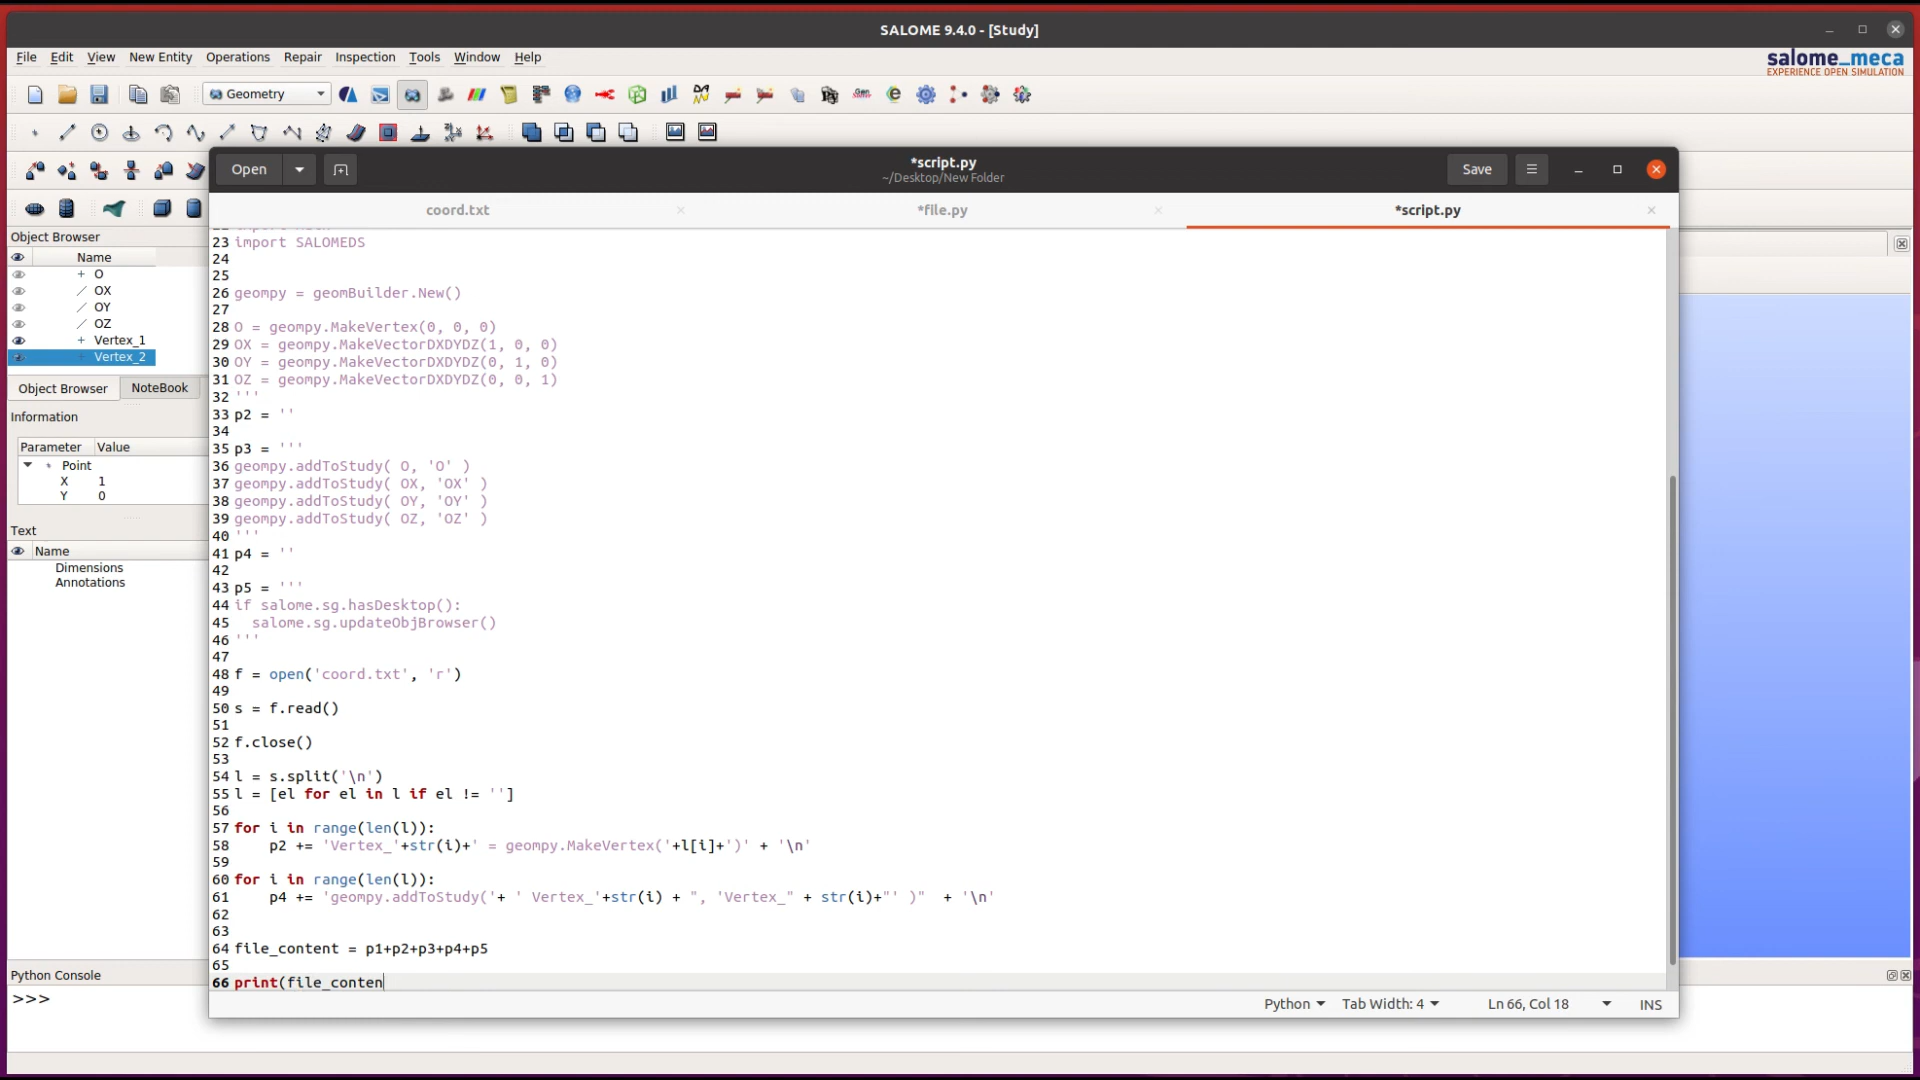 SALOME 9.4.0 - [Study]
File Edit View New Entity Operations Repair Inspection Tools Window Help
salome_meca
EXPERIENCE OPEN SIMULATION
Geometry
Open
*script.py
~/Desktop/New Folder
Save
coord.txt
*file.py
*script.py
Object Browser
Name
O
OX
OY
OZ
Vertex_1
Vertex_2
Object Browser
NoteBook
Information
Parameter Value
Point
X 1
Y 0
Text
Name
Dimensions
Annotations
Python Console
>>>
23 import SALOMEDS
24
25
26 geompy = geomBuilder.New()
27
28 O = geompy.MakeVertex(0, 0, 0)
29 OX = geompy.MakeVectorDXDYDZ(1, 0, 0)
30 OY = geompy.MakeVectorDXDYDZ(0, 1, 0)
31 OZ = geompy.MakeVectorDXDYDZ(0, 0, 1)
32 '''
33 p2 = ''
34
35 p3 = '''
36 geompy.addToStudy( O, 'O' )
37 geompy.addToStudy( OX, 'OX' )
38 geompy.addToStudy( OY, 'OY' )
39 geompy.addToStudy( OZ, 'OZ' )
40 '''
41 p4 = ''
42
43 p5 = '''
44 if salome.sg.hasDesktop():
45   salome.sg.updateObjBrowser()
46 '''
47
48 f = open('coord.txt', 'r')
49
50 s = f.read()
51
52 f.close()
53
54 l = s.split('\n')
55 l = [el for el in l if el != '']
56
57 for i in range(len(l)):
58     p2 += 'Vertex_'+str(i)+' = geompy.MakeVertex('+l[i]+')' + '\n'
59
60 for i in range(len(l)):
61     p4 += 'geompy.addToStudy('+ ' Vertex_'+str(i) + ", 'Vertex_" + str(i)+"' )"  + '\n'
62
63
64 file_content = p1+p2+p3+p4+p5
65
66 print(file_conten
Python Tab Width: 4 Ln 66, Col 18 INS